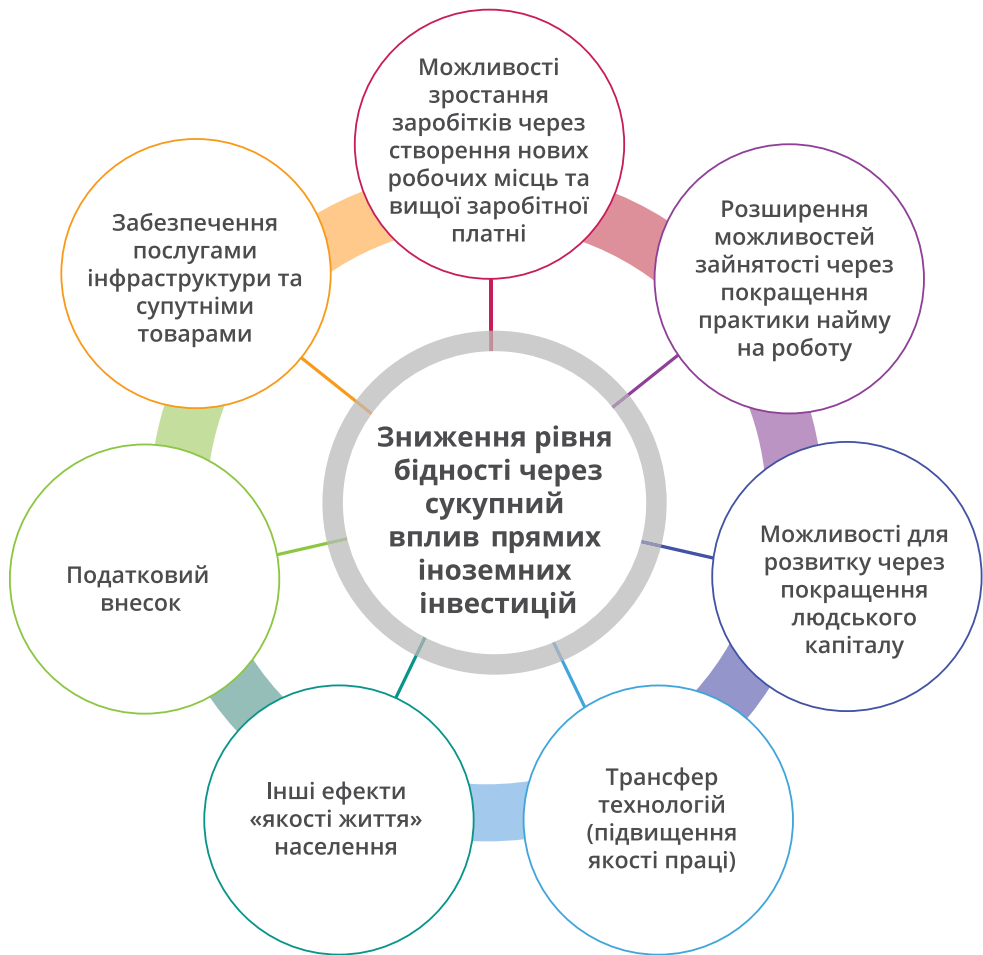 Можливості
зростання
заробітків через
створення нових
робочих місць та
вищої заробітної
платні
Розширення
можливостей
зайнятості через
покращення
практики найму
на роботу
Можливості для
розвитку через
покращення
людського
капіталу
Трансфер
технологій
(підвищення
якості праці)
Інші ефекти
«якості життя»
населення
Податковий
внесок
Забезпечення
послугами
інфраструктури та
супутніми
товарами
Зниження рівня
бідності через
сукупний
вплив прямих
іноземних
інвестицій